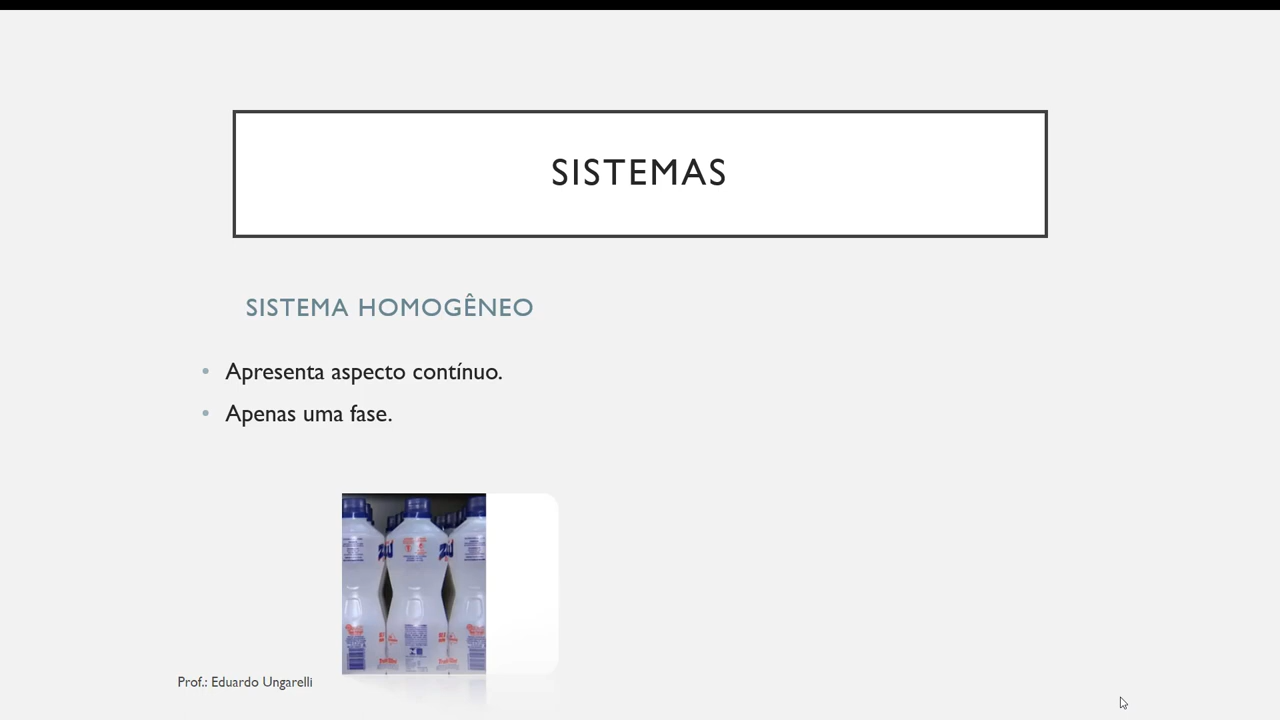 SISTEMAS
SISTEMA HOMOGÊNEO
• Apresenta aspecto contínuo.
• Apenas uma fase.
Prof.: Eduardo Ungarelli